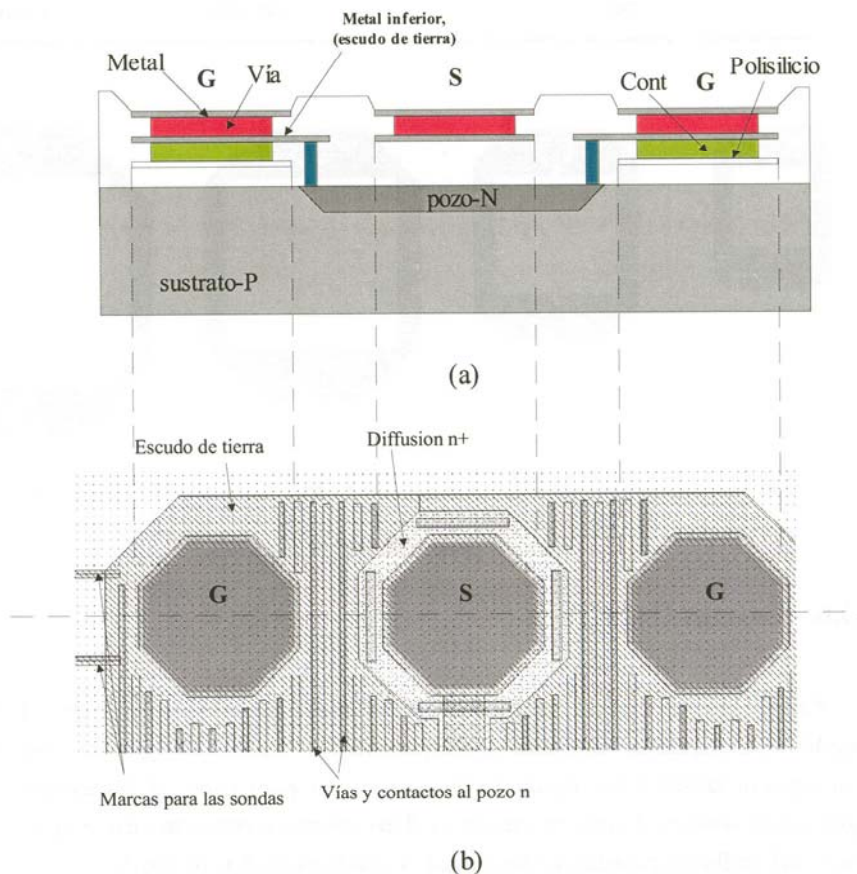 Metal inferior,
(escudo de tierra)
Metal
G
Vía
S
Cont
G
Polisilicio
pozo-N
sustrato-P
(a)
Escudo de tierra
Diffusion n+
G
S
G
Marcas para las sondas
Vías y contactos al pozo n
(b)